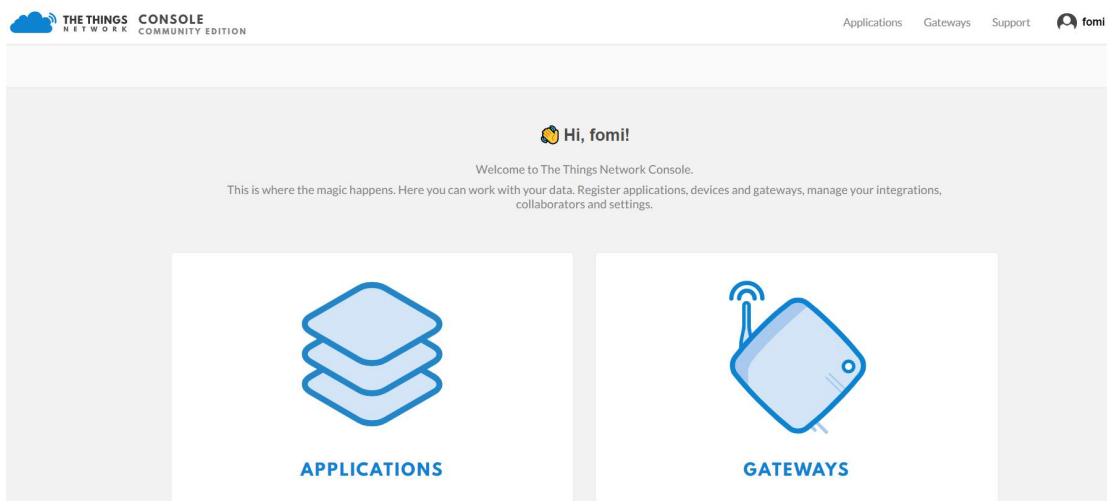 THE THINGS CONSOLE
NETWORK COMMUNITY EDITION
Applications Gateways Support fomi
👋 Hi, fomi!
Welcome to The Things Network Console.
This is where the magic happens. Here you can work with your data. Register applications, devices and gateways, manage your integrations,
collaborators and settings.
APPLICATIONS
GATEWAYS